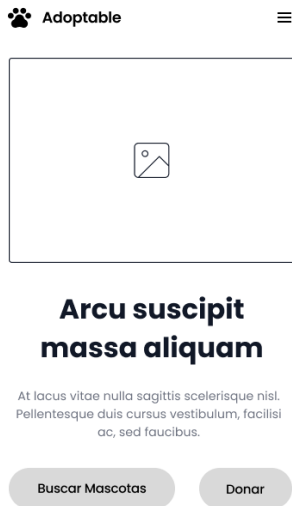 Adoptable
Arcu suscipit
massa aliquam
At lacus vitae nulla sagittis scelerisque nisl.
Pellentesque duis cursus vestibulum, facilisi
ac, sed faucibus.
Buscar Mascotas
Donar